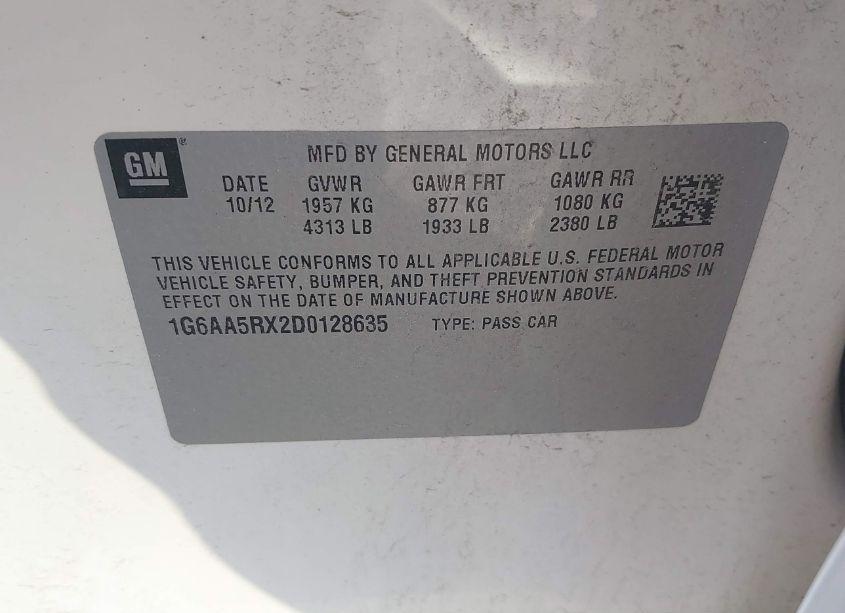 GM®
MFD BY GENERAL MOTORS LLC
DATE GVWR GAWR FRT GAWR RR
10/12 1957 KG 877 KG 1080 KG
4313 LB 1933 LB 2380 LB
THIS VEHICLE CONFORMS TO ALL APPLICABLE U.S. FEDERAL MOTOR
VEHICLE SAFETY, BUMPER, AND THEFT PREVENTION STANDARDS IN
EFFECT ON THE DATE OF MANUFACTURE SHOWN ABOVE.
1G6AA5RX2D0128635 TYPE: PASS CAR